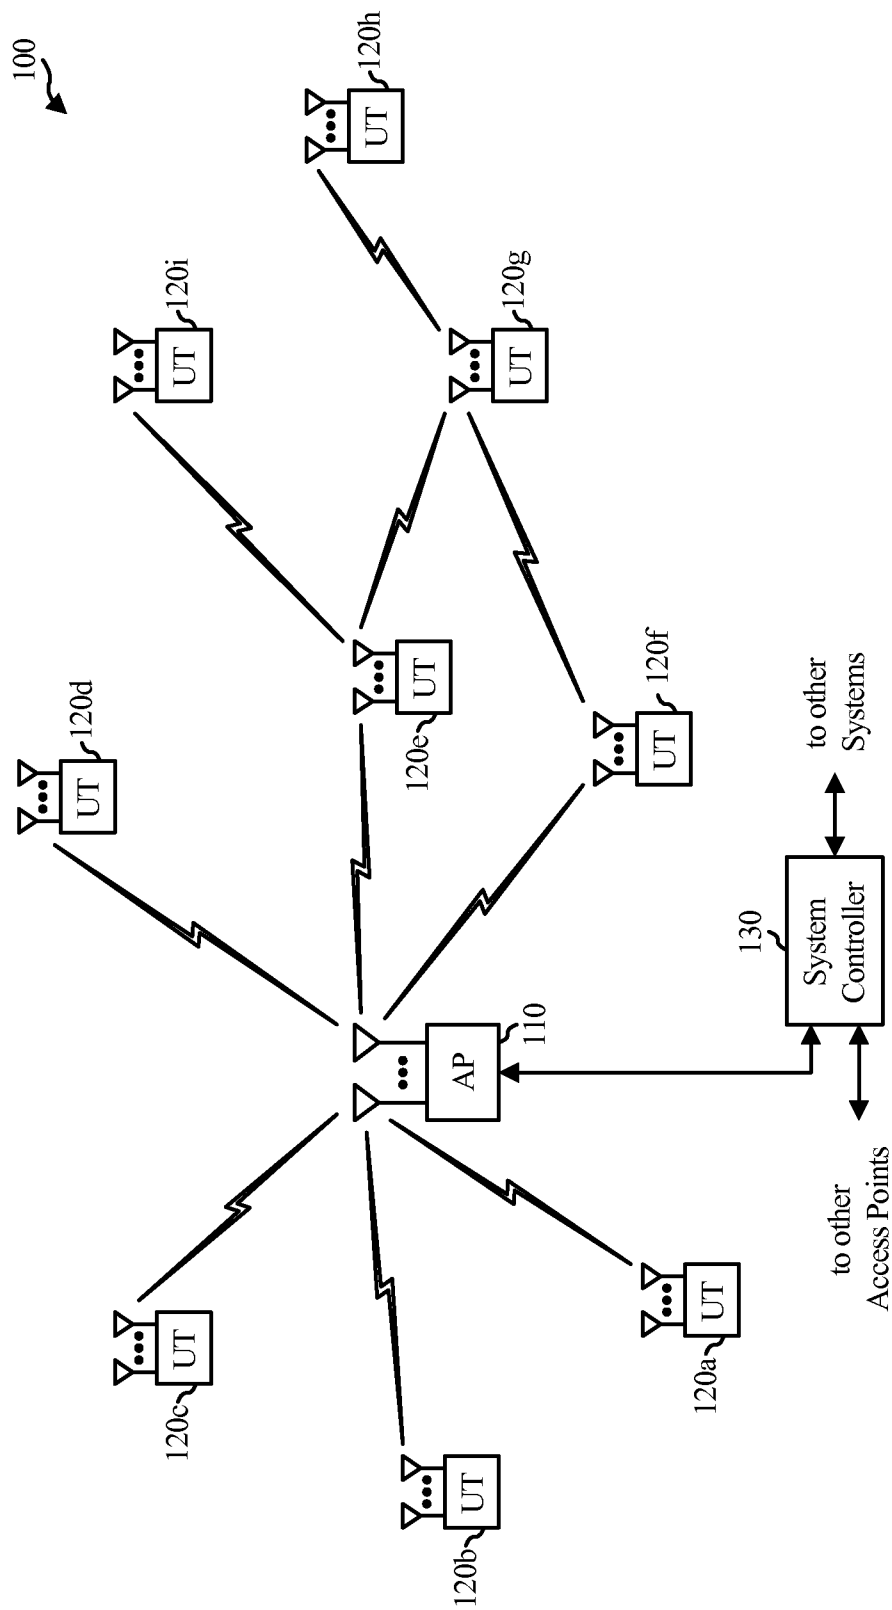 100
120d
UT
120i
UT
120c
UT
120h
UT
120e
UT
AP
110
120b
UT
120g
UT
120f
UT
120a
UT
130
System
Controller
to other
Systems
to other
Access Points